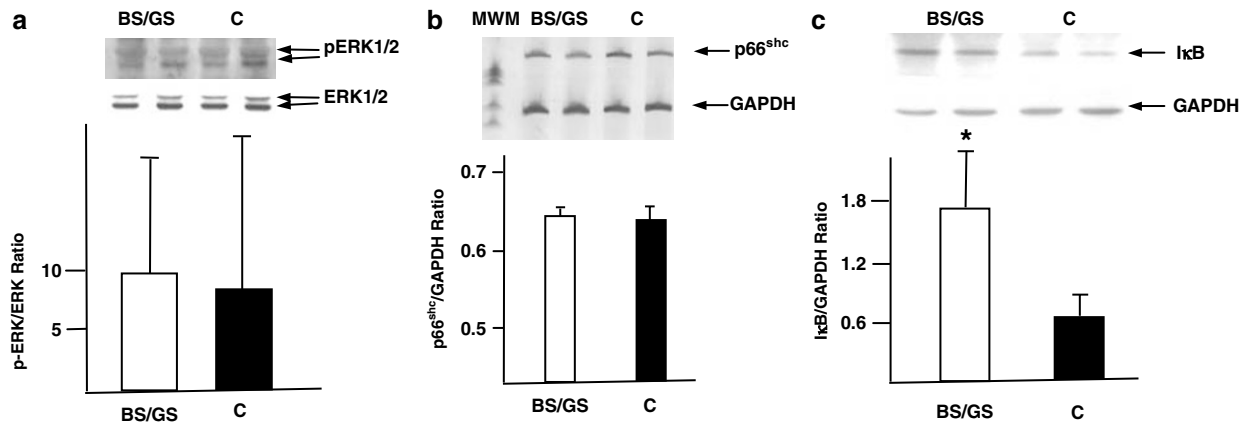 a
BS/GS C
pERK1/2
ERK1/2
p-ERK/ERK Ratio
10
5
BS/GS C
b
MWM BS/GS C
p66shc
GAPDH
p66shc/GAPDH Ratio
0.7
0.6
0.5
BS/GS C
c
BS/GS C
IκB
GAPDH
*
IκB/GAPDH Ratio
1.8
1.2
0.6
BS/GS C